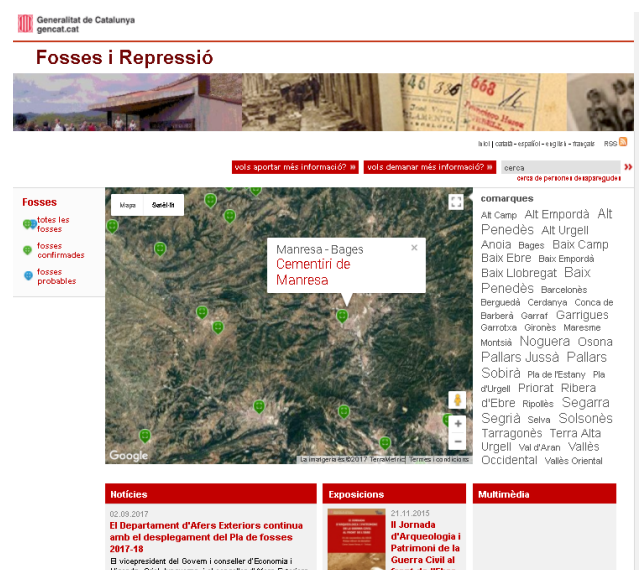 Generalitat de Catalunya
gencat.cat
Fosses i Repressió
Inici | català - español - english - français RSS
vols aportar més informació? » vols demanar més informació? » cerca »
cerca de persones desaparegudes
Fosses
totes les
fosses
fosses
confirmades
fosses
probables
Mapa Satèl·lit
Manresa - Bages ×
Cementiri de
Manresa
+
−
Google
La imatgeria és ©2017 TerraMetrics Termes i condicions
comarques
Alt Camp Alt Empordà Alt
Penedès Alt Urgell
Anoia Bages Baix Camp
Baix Ebre Baix Empordà
Baix Llobregat Baix
Penedès Barcelonès
Berguedà Cerdanya Conca de
Barberà Garraf Garrigues
Garrotxa Gironès Maresme
Montsià Noguera Osona
Pallars Jussà Pallars
Sobirà Pla de l'Estany Pla
d'Urgell Priorat Ribera
d'Ebre Ripollès Segarra
Segrià Selva Solsonès
Tarragonès Terra Alta
Urgell Val d'Aran Vallès
Occidental Vallès Oriental
Notícies
02.09.2017
El Departament d'Afers Exteriors continua
amb el desplegament del Pla de fosses
2017-18
El vicepresident del Govern i conseller d'Economia i
Exposicions
21.11.2015
II Jornada
d'Arqueologia i
Patrimoni de la
Guerra Civil al
front de l'Ebre
Multimèdia